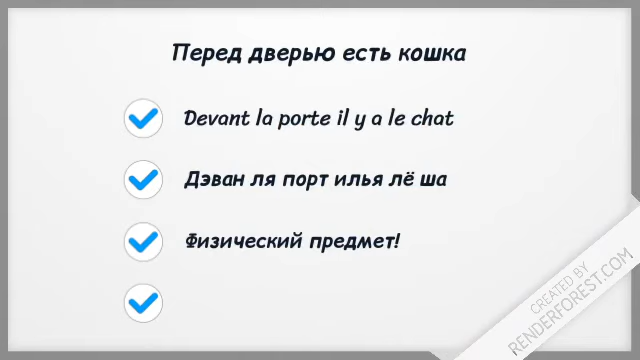 Перед дверью есть кошка
Devant la porte il y a le chat
Дэван ля порт илья лё ша
Физический предмет!
CREATED BY
RENDERFOREST.COM